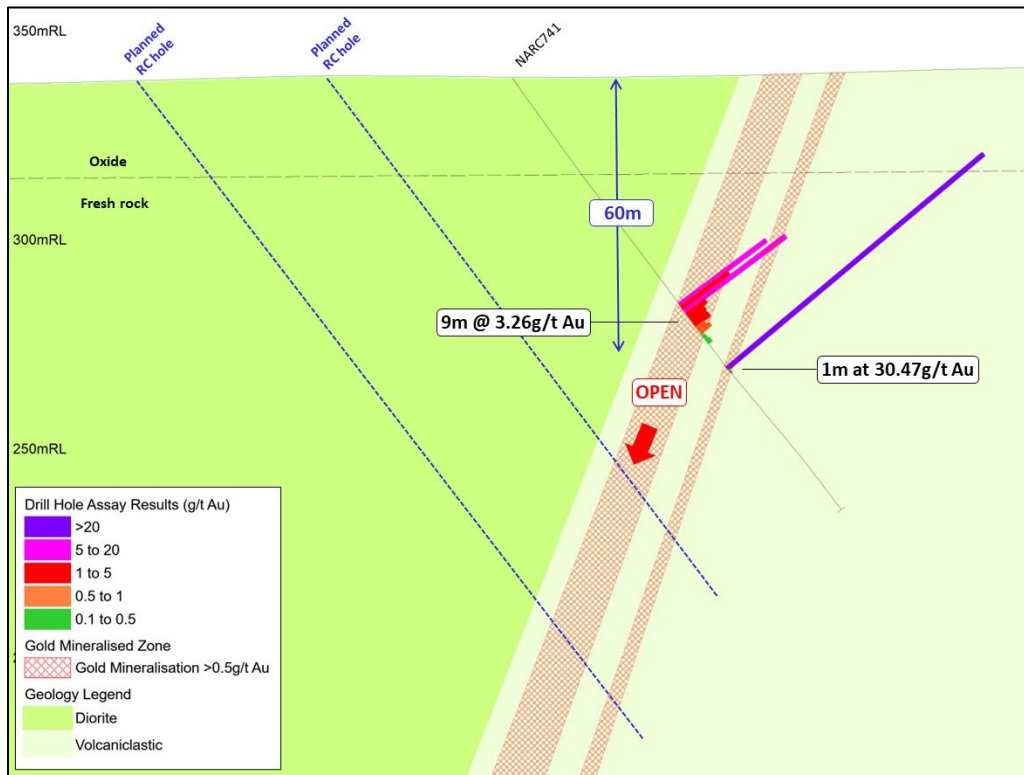 350mRL
Planned
RC hole
Planned
RC hole
NARC741
Oxide
Fresh rock
60m
300mRL
9m @ 3.26g/t Au
1m at 30.47g/t Au
OPEN
250mRL
Drill Hole Assay Results (g/t Au)
>20
5 to 20
1 to 5
0.5 to 1
0.1 to 0.5
Gold Mineralised Zone
Gold Mineralisation >0.5g/t Au
Geology Legend
Diorite
Volcaniclastic